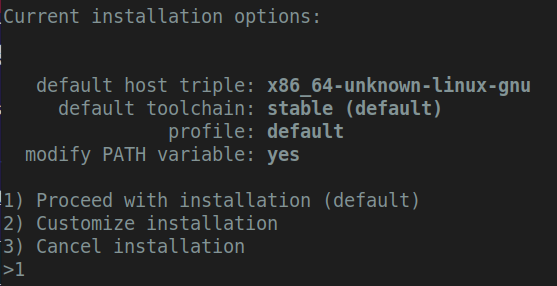 Current installation options:
default host triple: x86_64-unknown-linux-gnu
default toolchain: stable (default)
profile: default
modify PATH variable: yes
1) Proceed with installation (default)
2) Customize installation
3) Cancel installation
>1